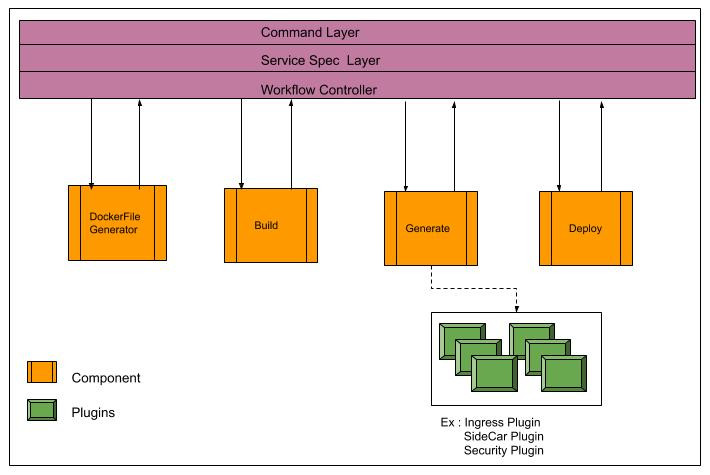 Command Layer
Service Spec Layer
Workflow Controller
DockerFile
Generator
Build
Generate
Deploy
Component
Plugins
Ex : Ingress Plugin
SideCar Plugin
Security Plugin